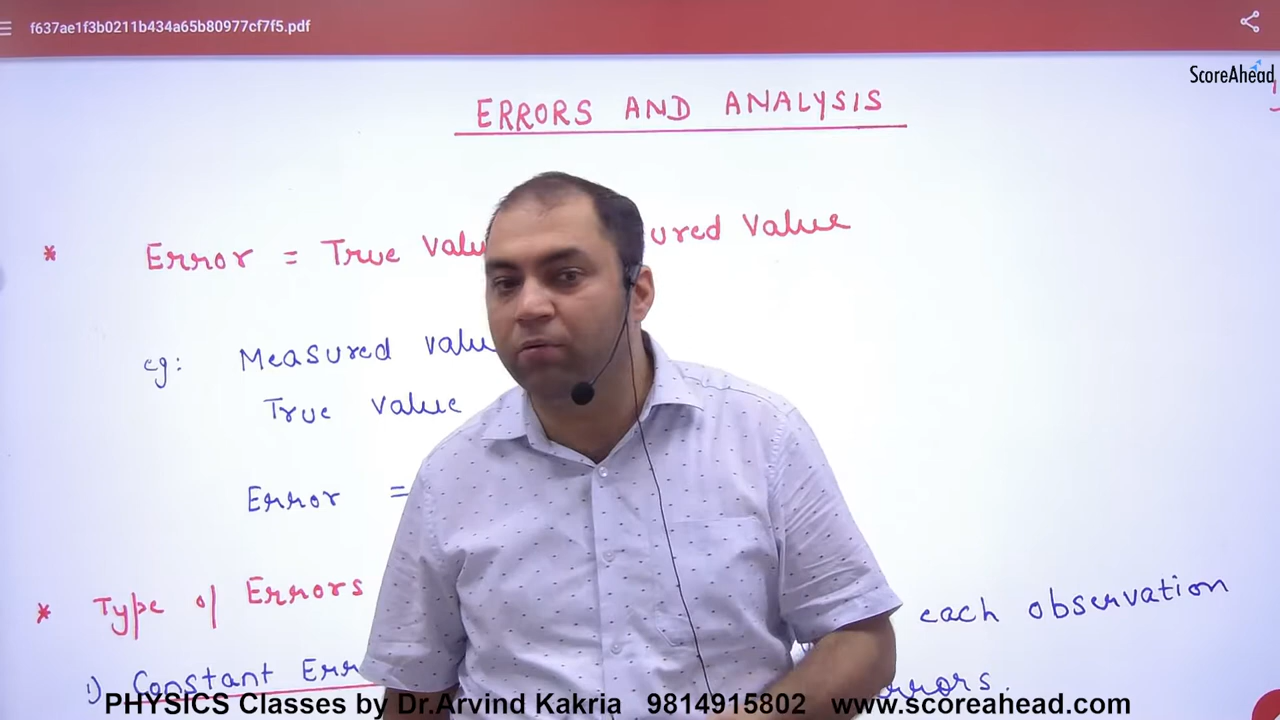 f637ae1f3b0211b434a65b80977cf7f5.pdf
ScoreAhead
ERRORS AND ANALYSIS
* Error = True Valu ured Value
eg: Measured valu
True value
Error =
* Type of Errors each observation
i) Constant Err rrors.
PHYSICS Classes by Dr.Arvind Kakria 9814915802 www.scoreahead.com